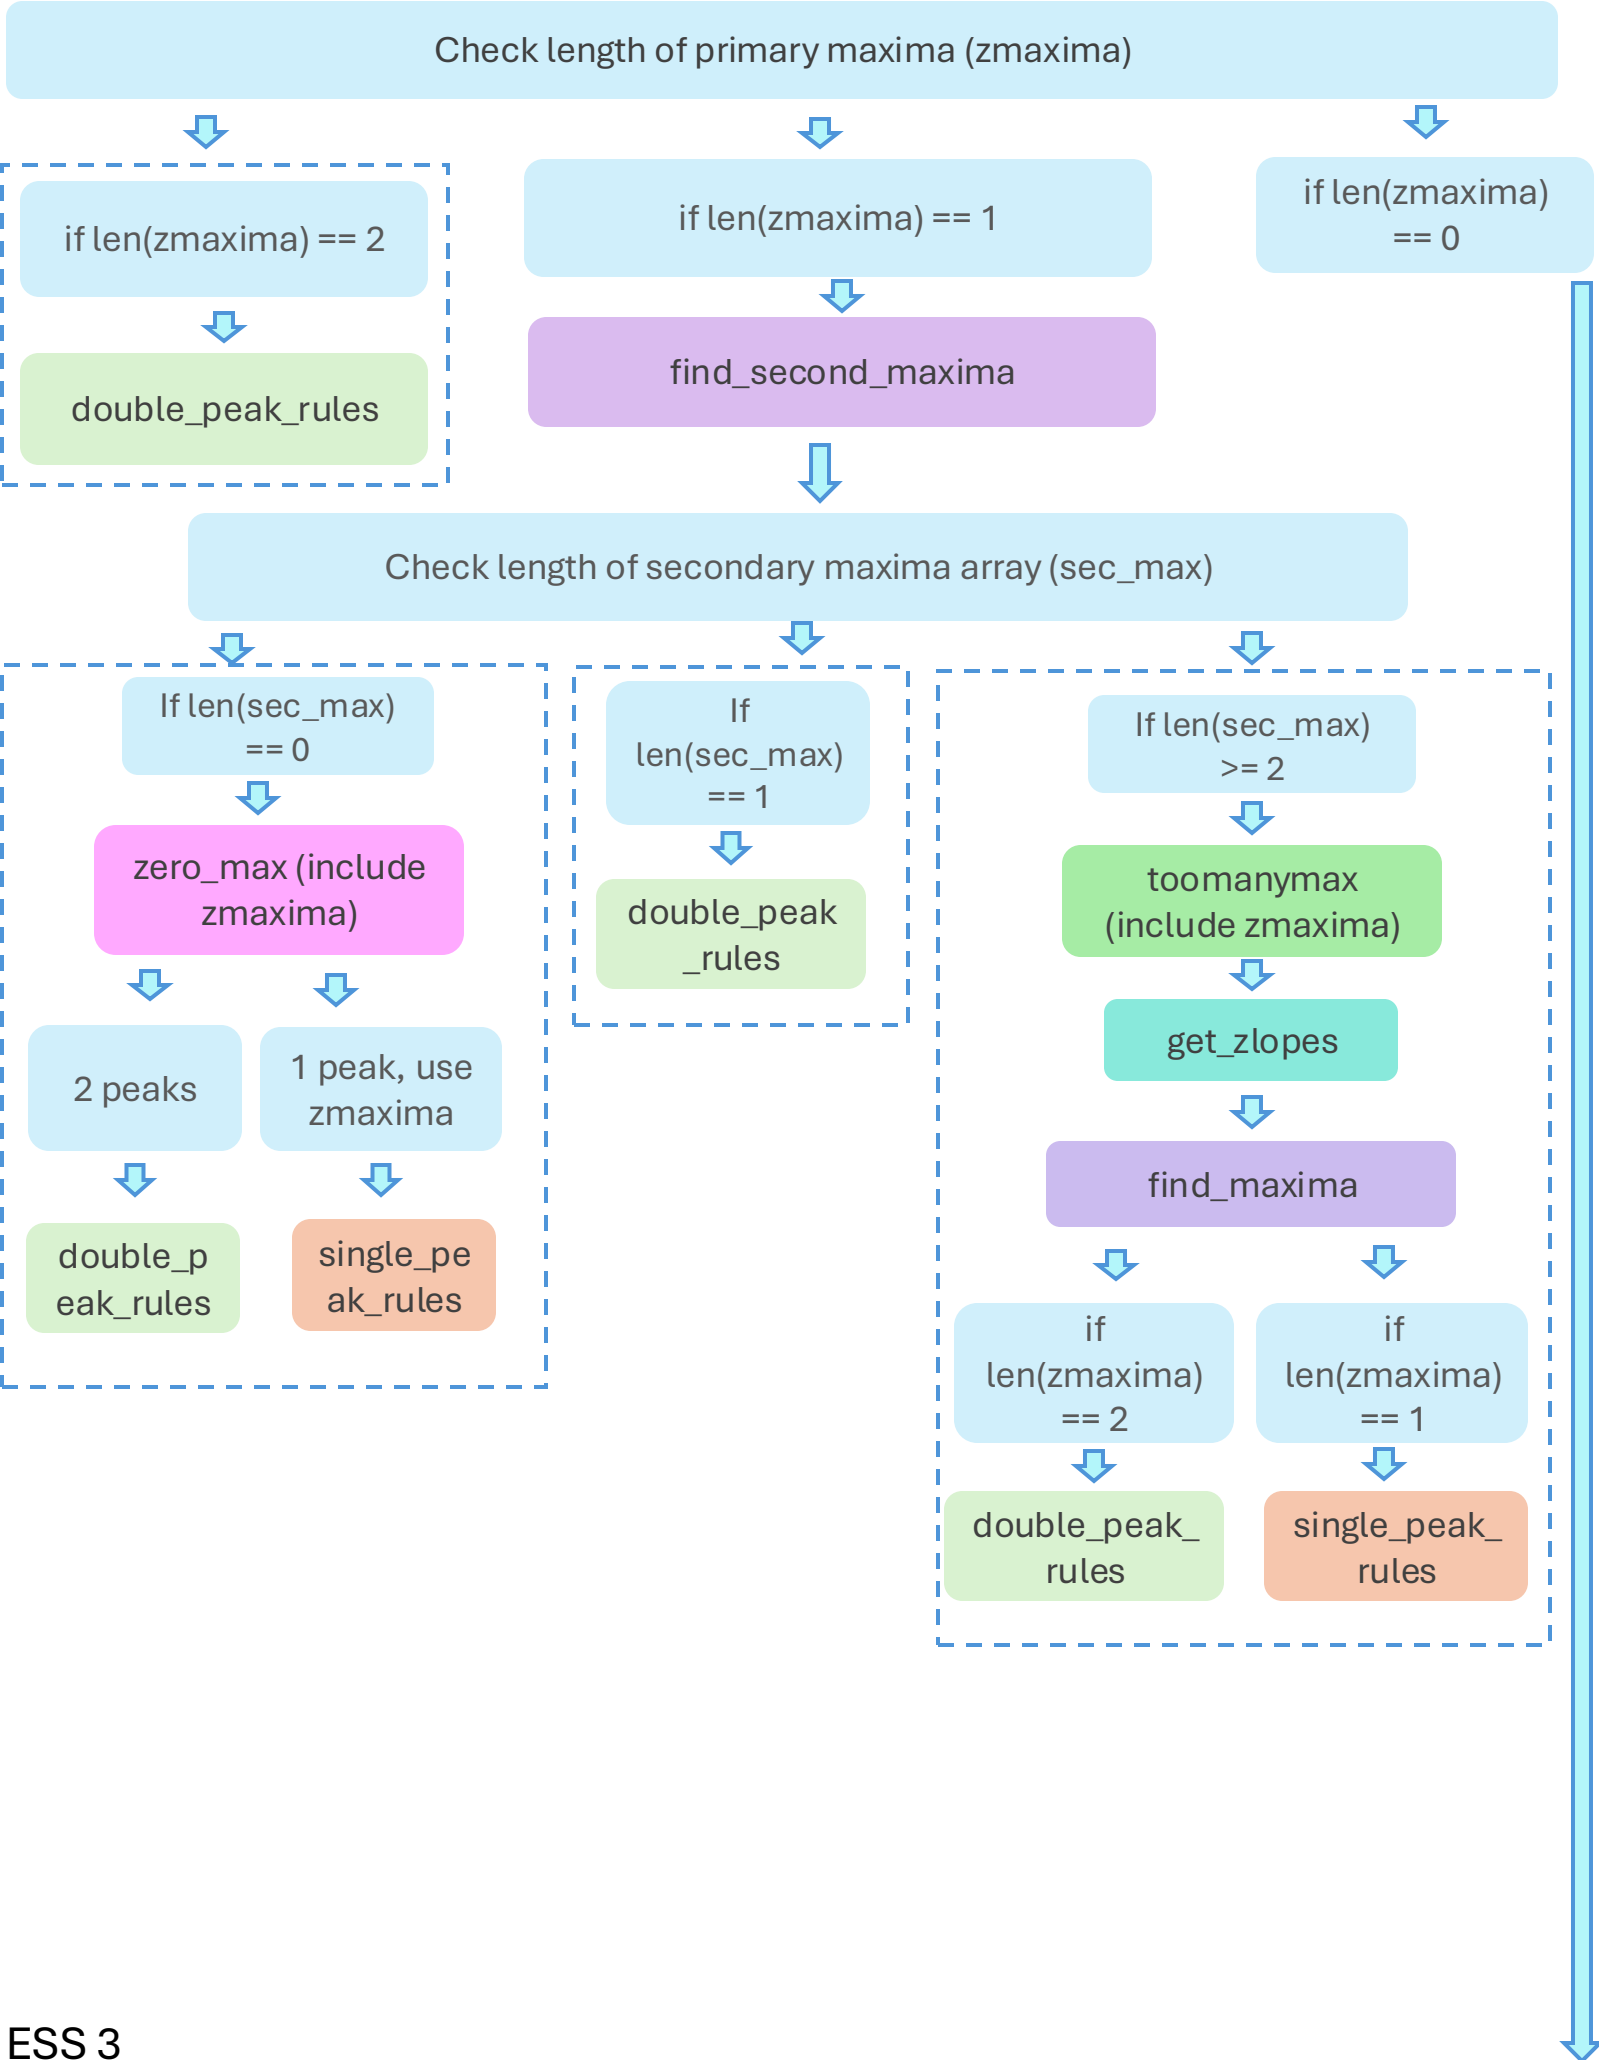 Check length of primary maxima (zmaxima)
if len(zmaxima) == 2
double_peak_rules
if len(zmaxima) == 1
find_second_maxima
if len(zmaxima)
== 0
Check length of secondary maxima array (sec_max)
If len(sec_max)
== 0
zero_max (include
zmaxima)
2 peaks
1 peak, use
zmaxima
double_p
eak_rules
single_pe
ak_rules
If
len(sec_max)
== 1
double_peak
_rules
If len(sec_max)
>= 2
toomanymax
(include zmaxima)
get_zlopes
find_maxima
if
len(zmaxima)
== 2
if
len(zmaxima)
== 1
double_peak_
rules
single_peak_
rules
ESS 3